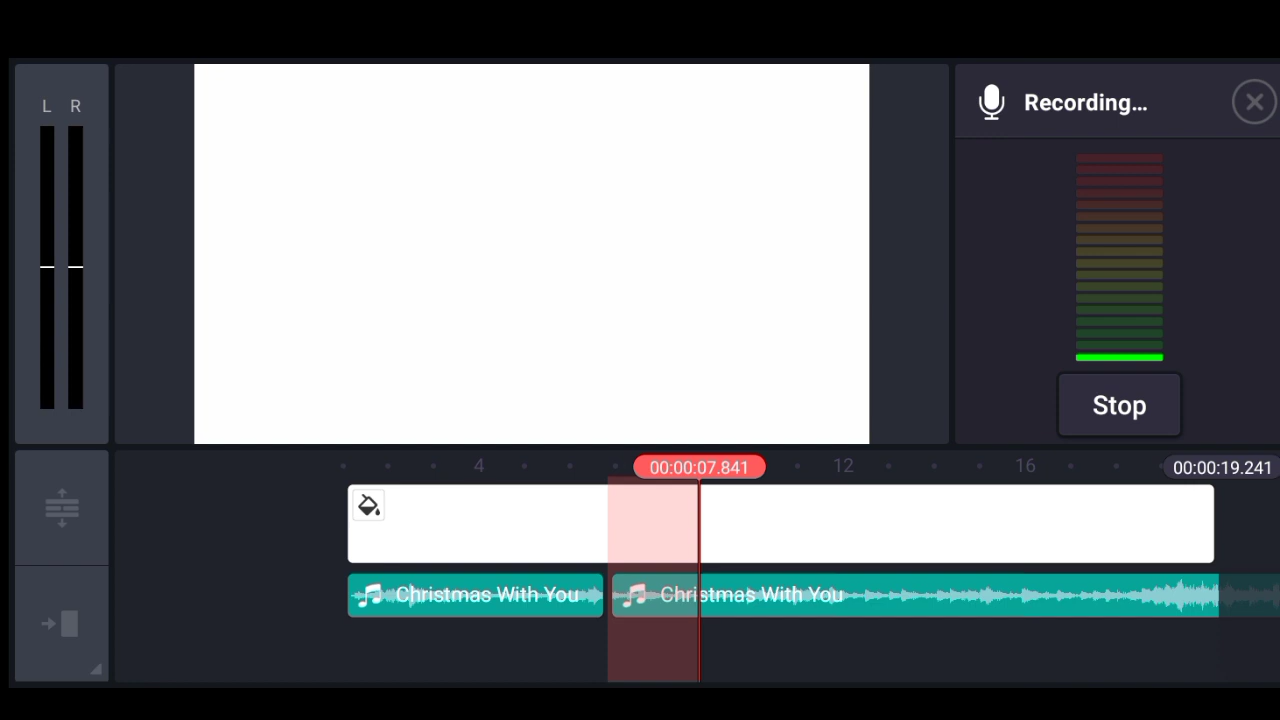 L R
Recording...
Stop
4
00:00:07.841
12
16
00:00:19.241
Christmas With You
Christmas With You